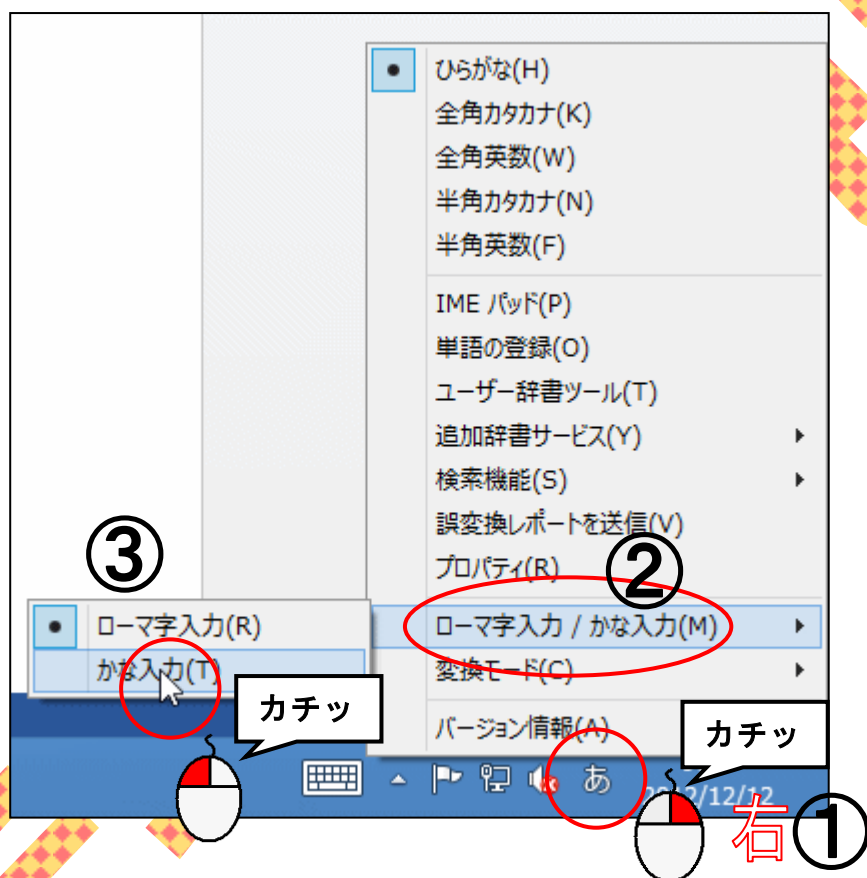 ひらがな(H)
全角カタカナ(K)
全角英数(W)
半角カタカナ(N)
半角英数(F)
IME パッド(P)
単語の登録(O)
ユーザー辞書ツール(T)
追加辞書サービス(Y)
検索機能(S)
誤変換レポートを送信(V)
プロパティ(R)
②
ローマ字入力 / かな入力(M)
変換モード(C)
バージョン情報(A)
③
ローマ字入力(R)
かな入力(T)
カチッ
カチッ
あ
2/12/12
右①